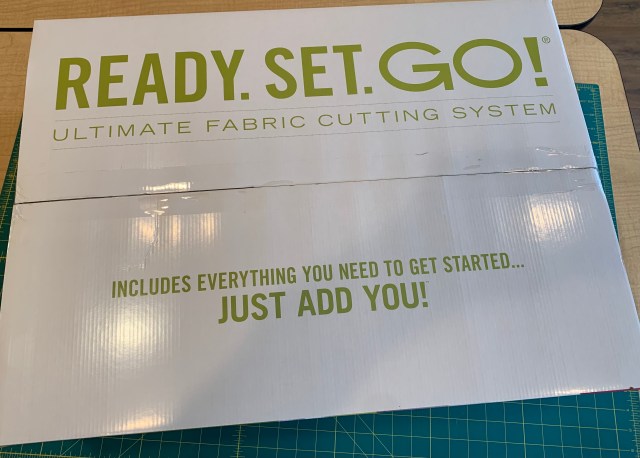 READY. SET. GO!®
ULTIMATE FABRIC CUTTING SYSTEM
INCLUDES EVERYTHING YOU NEED TO GET STARTED...
JUST ADD YOU!